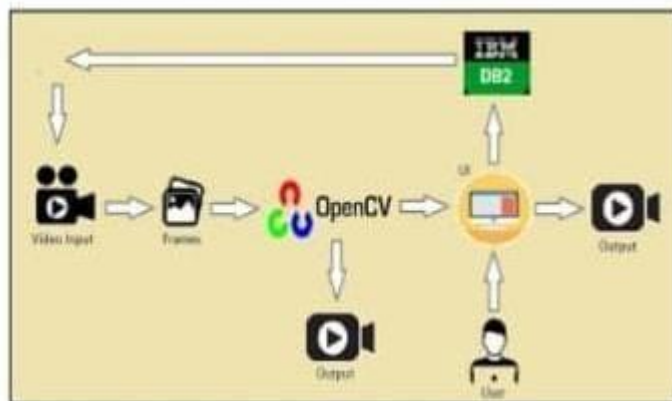 IBM
DB2
UI
Video Input
Frames
OpenCV
Output
Output
User